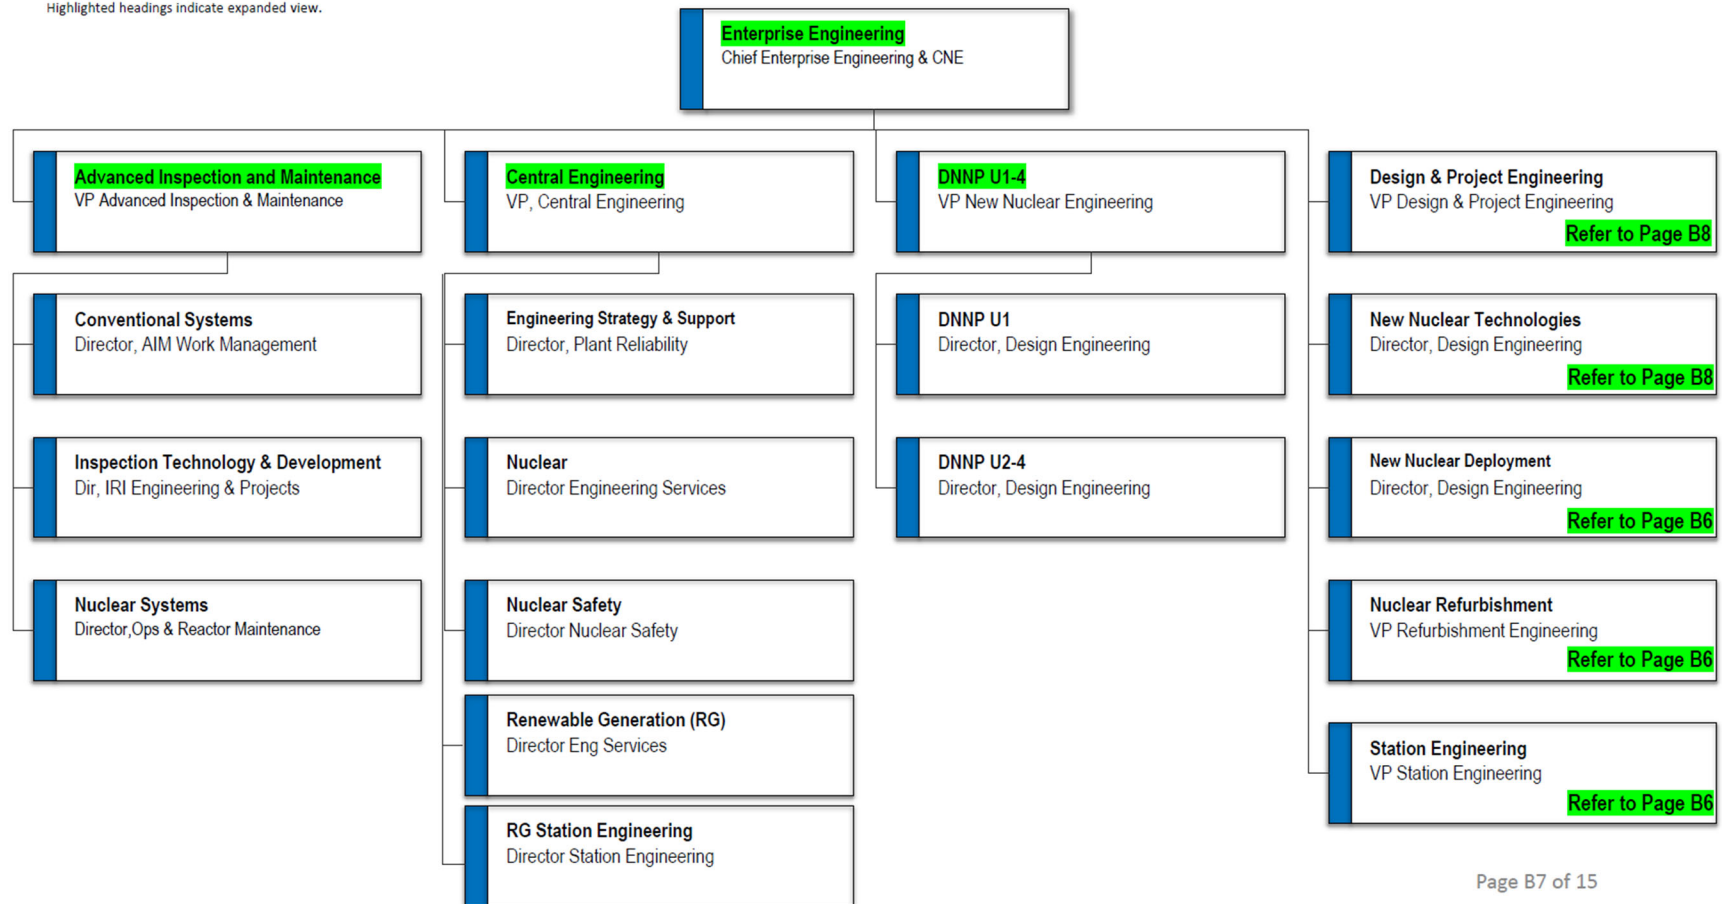 Highlighted headings indicate expanded view.
Enterprise Engineering
Chief Enterprise Engineering & CNE
Advanced Inspection and Maintenance
VP Advanced Inspection & Maintenance
Conventional Systems
Director, AIM Work Management
Inspection Technology & Development
Dir, IRI Engineering & Projects
Nuclear Systems
Director,Ops & Reactor Maintenance
Central Engineering
VP, Central Engineering
Engineering Strategy & Support
Director, Plant Reliability
Nuclear
Director Engineering Services
Nuclear Safety
Director Nuclear Safety
Renewable Generation (RG)
Director Eng Services
RG Station Engineering
Director Station Engineering
DNNP U1-4
VP New Nuclear Engineering
DNNP U1
Director, Design Engineering
DNNP U2-4
Director, Design Engineering
Design & Project Engineering
VP Design & Project Engineering
Refer to Page B8
New Nuclear Technologies
Director, Design Engineering
Refer to Page B8
New Nuclear Deployment
Director, Design Engineering
Refer to Page B6
Nuclear Refurbishment
VP Refurbishment Engineering
Refer to Page B6
Station Engineering
VP Station Engineering
Refer to Page B6
Page B7 of 15